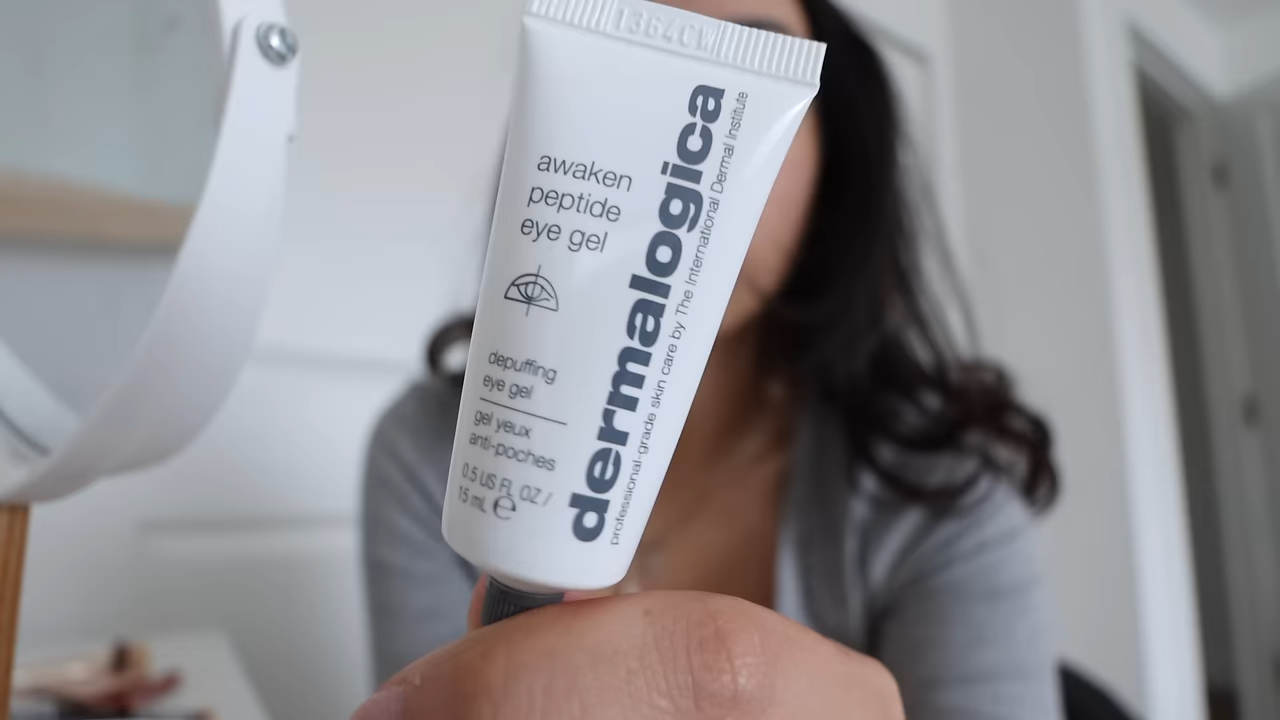 1364CW
awaken
peptide
eye gel
depuffing
eye gel
gel yeux
anti-poches
0.5 US FL OZ /
15 mL ℮
dermalogica
professional-grade skin care by The International Dermal Institute